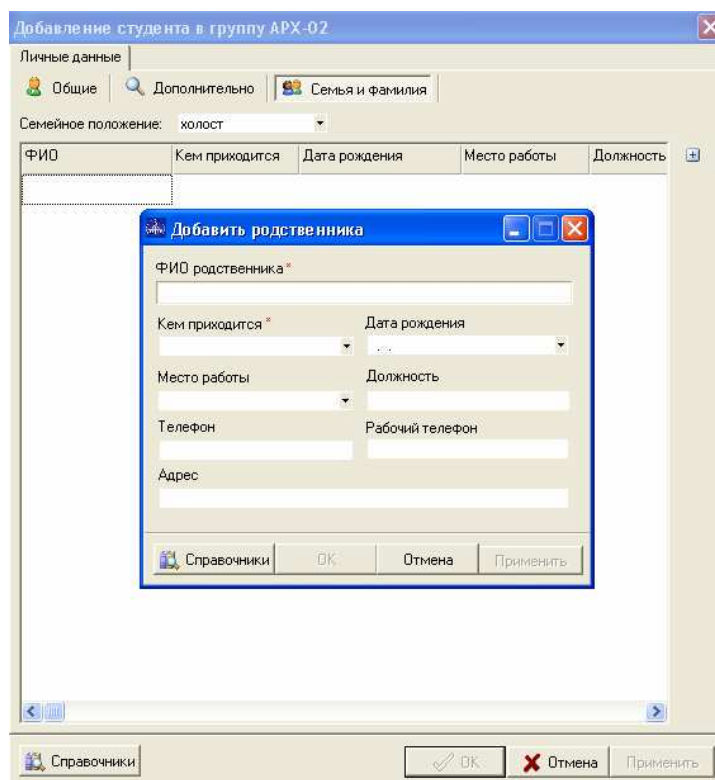 Добавление студента в группу АРХ-02
Личные данные
Общие Дополнительно Семья и фамилия
Семейное положение: холост
ФИО Кем приходится Дата рождения Место работы Должность
Добавить родственника
ФИО родственника *
Кем приходится * Дата рождения
. .
Место работы Должность
Телефон Рабочий телефон
Адрес
Справочники ОК Отмена Применить
Справочники ОК Отмена Применить